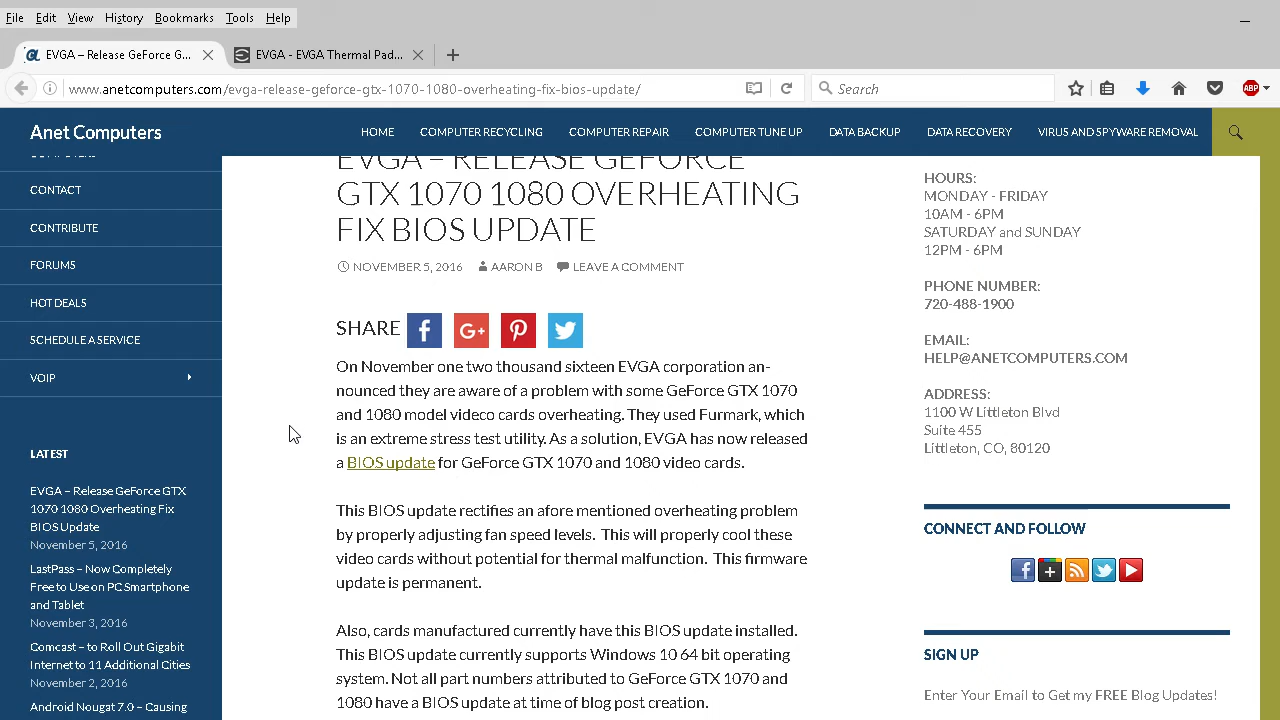 File Edit View History Bookmarks Tools Help
EVGA – Release GeForce G...
EVGA - EVGA Thermal Pad...
www.anetcomputers.com/evga-release-geforce-gtx-1070-1080-overheating-fix-bios-update/
Search
ABP
Anet Computers
HOME COMPUTER RECYCLING COMPUTER REPAIR COMPUTER TUNE UP DATA BACKUP DATA RECOVERY VIRUS AND SPYWARE REMOVAL
CONTACT
CONTRIBUTE
FORUMS
HOT DEALS
SCHEDULE A SERVICE
VOIP
LATEST
EVGA – Release GeForce GTX
1070 1080 Overheating Fix
BIOS Update
November 5, 2016
LastPass – Now Completely
Free to Use on PC Smartphone
and Tablet
November 3, 2016
Comcast – to Roll Out Gigabit
Internet to 11 Additional Cities
November 2, 2016
Android Nougat 7.0 – Causing
EVGA – RELEASE GEFORCE
GTX 1070 1080 OVERHEATING
FIX BIOS UPDATE
NOVEMBER 5, 2016 AARON B LEAVE A COMMENT
SHARE
On November one two thousand sixteen EVGA corporation an-
nounced they are aware of a problem with some GeForce GTX 1070
and 1080 model videco cards overheating. They used Furmark, which
is an extreme stress test utility. As a solution, EVGA has now released
a BIOS update for GeForce GTX 1070 and 1080 video cards.
This BIOS update rectifies an afore mentioned overheating problem
by properly adjusting fan speed levels. This will properly cool these
video cards without potential for thermal malfunction. This firmware
update is permanent.
Also, cards manufactured currently have this BIOS update installed.
This BIOS update currently supports Windows 10 64 bit operating
system. Not all part numbers attributed to GeForce GTX 1070 and
1080 have a BIOS update at time of blog post creation.
HOURS:
MONDAY - FRIDAY
10AM - 6PM
SATURDAY and SUNDAY
12PM - 6PM
PHONE NUMBER:
720-488-1900
EMAIL:
HELP@ANETCOMPUTERS.COM
ADDRESS:
1100 W Littleton Blvd
Suite 455
Littleton, CO, 80120
CONNECT AND FOLLOW
SIGN UP
Enter Your Email to Get my FREE Blog Updates!